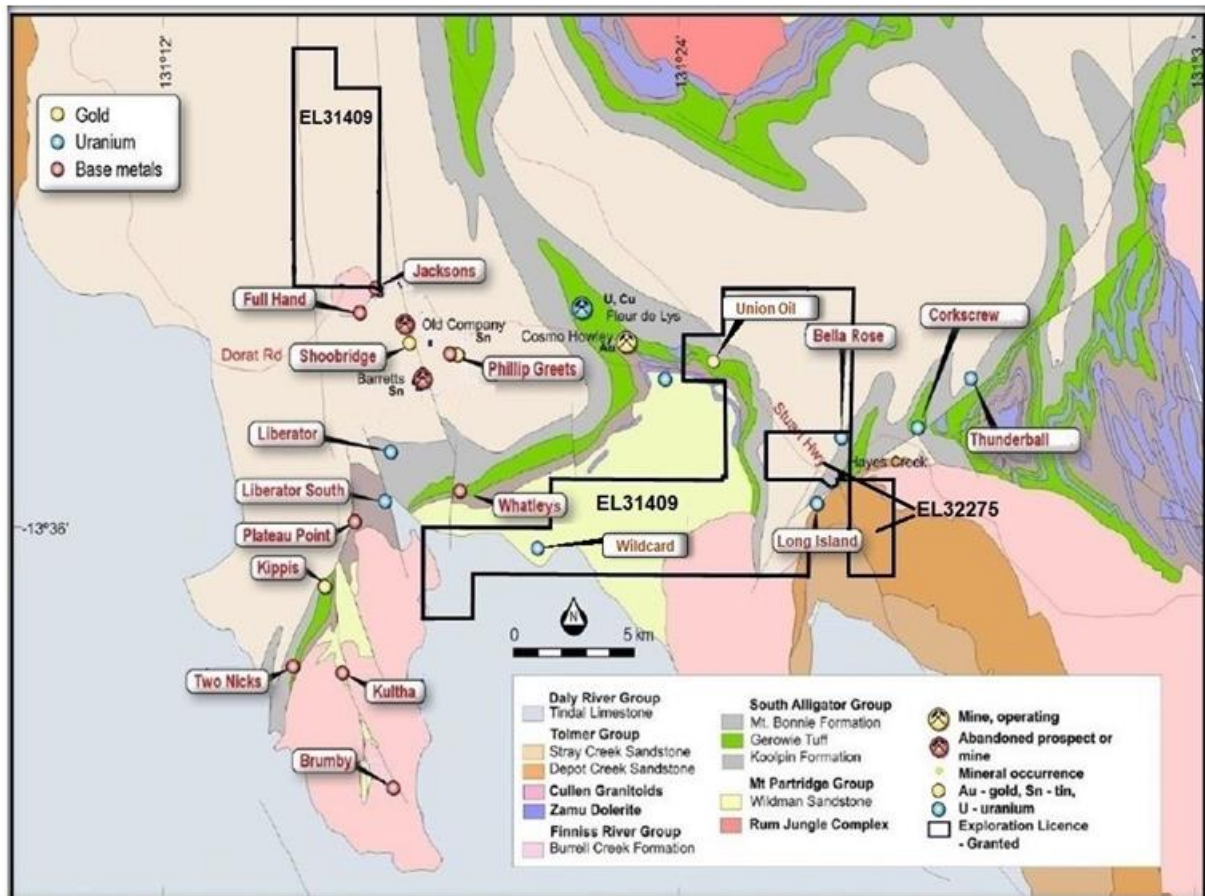 131°12'
131°24'
131°3 '
Gold
Uranium
Base metals
EL31409
Jacksons
Full Hand
U, Cu
Fleur de Lys
Union Oil
Corkscrew
Old Company
Sn
Cosmo Howley
Au
Bella Rose
Dorat Rd
Shoobridge
Phillip Greets
Barretts
Sn
Stuart Hwy
Liberator
Thunderball
Hayes Creek
Liberator South
Whatleys
EL31409
EL32275
-13°36'
Plateau Point
Wildcard
Long Island
Kippis
N
0 5 km
Two Nicks
Kultha
Brumby
Daly River Group
Tindal Limestone
Tolmer Group
Stray Creek Sandstone
Depot Creek Sandstone
Cullen Granitoids
Zamu Dolerite
Finniss River Group
Burrell Creek Formation
South Alligator Group
Mt. Bonnie Formation
Gerowie Tuff
Koolpin Formation
Mt Partridge Group
Wildman Sandstone
Rum Jungle Complex
Mine, operating
Abandoned prospect or
mine
Mineral occurrence
Au - gold, Sn - tin,
U - uranium
Exploration Licence
- Granted